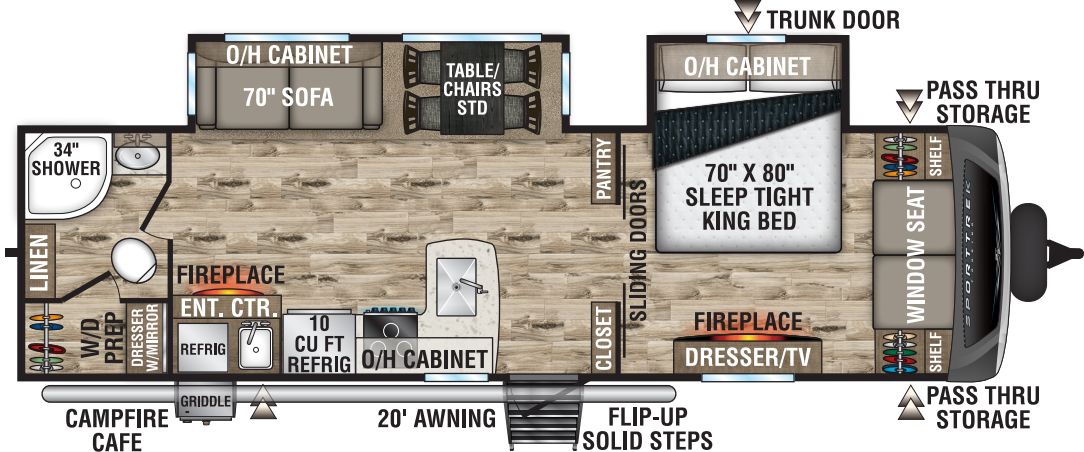 TRUNK DOOR
O/H CABINET
70" SOFA
TABLE/
CHAIRS
STD
O/H CABINET
PASS THRU
STORAGE
34"
SHOWER
PANTRY
SLIDING DOORS
70" X 80"
SLEEP TIGHT
KING BED
SHELF
WINDOW SEAT
SPORTTREK
LINEN
FIREPLACE
ENT. CTR.
W/D
PREP
DRESSER
W/MIRROR
REFRIG
10
CU FT
REFRIG
O/H CABINET
CLOSET
FIREPLACE
DRESSER/TV
SHELF
GRIDDLE
CAMPFIRE
CAFE
20' AWNING
FLIP-UP
SOLID STEPS
PASS THRU
STORAGE